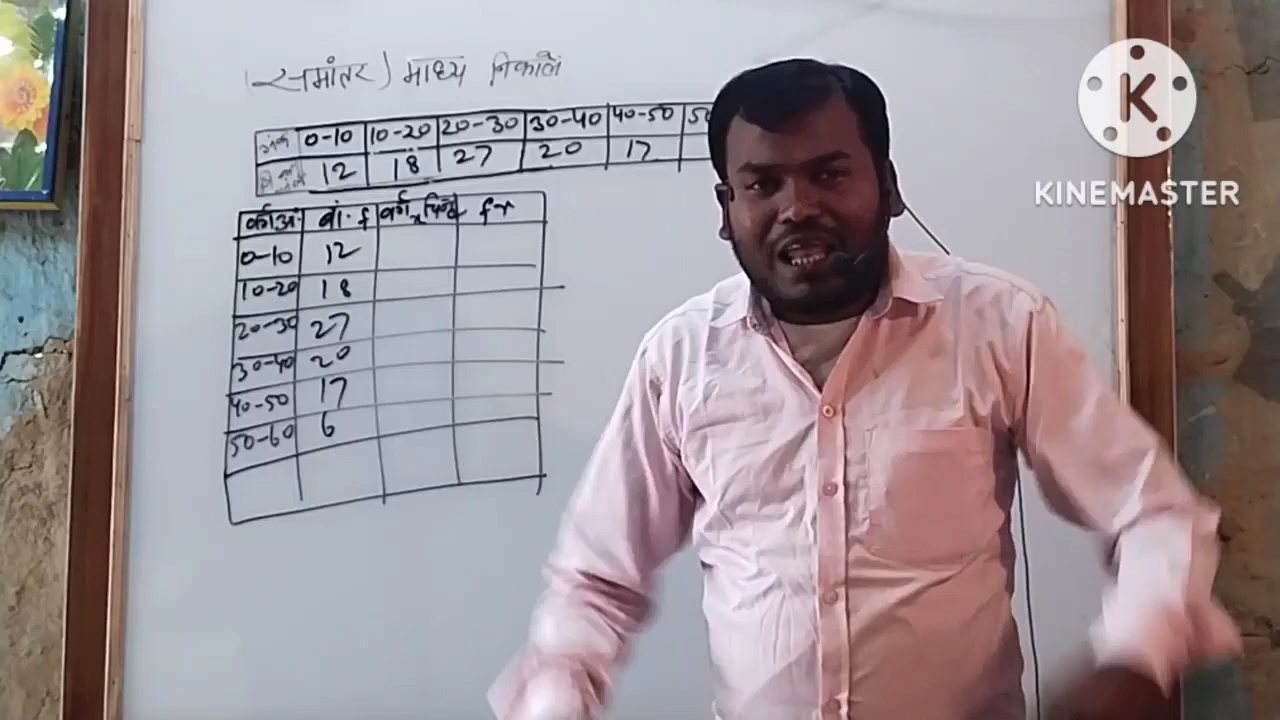 (समांतर) माध्य निकालें
अंक 0-10 10-20 20-30 30-40 40-50 50
12 18 27 20 17
वर्ग अं. बा. f वर्ग चिन्ह x fx
0-10 12
10-20 18
20-30 27
30-40 20
40-50 17
50-60 6
K
KINEMASTER